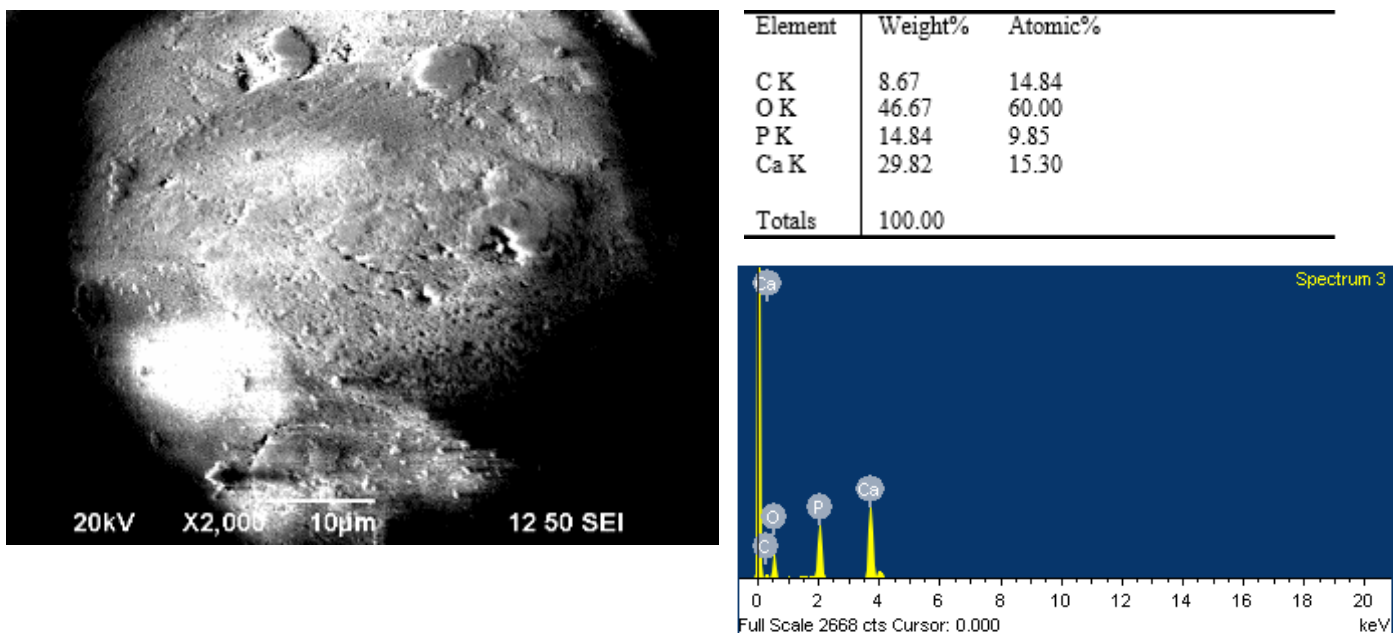 20kV X2,000 10μm 12 50 SEI
Element Weight% Atomic%
C K 8.67 14.84
O K 46.67 60.00
P K 14.84 9.85
Ca K 29.82 15.30
Totals 100.00
Spectrum 3
Ca
Ca
P
O
C
0 2 4 6 8 10 12 14 16 18 20
Full Scale 2668 cts Cursor: 0.000 keV